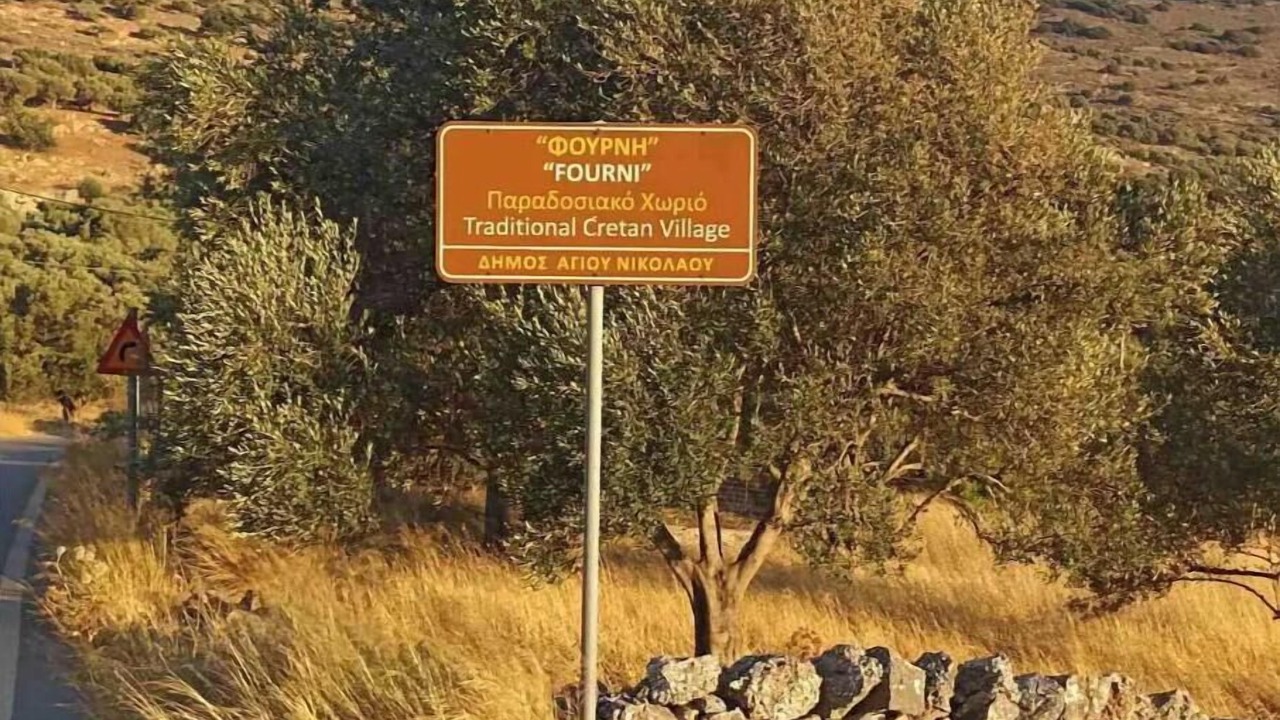 “ΦΟΥΡΝΗ”
“FOURNI”
Παραδοσιακό Χωριό
Traditional Cretan Village
ΔΗΜΟΣ ΑΓΙΟΥ ΝΙΚΟΛΑΟΥ